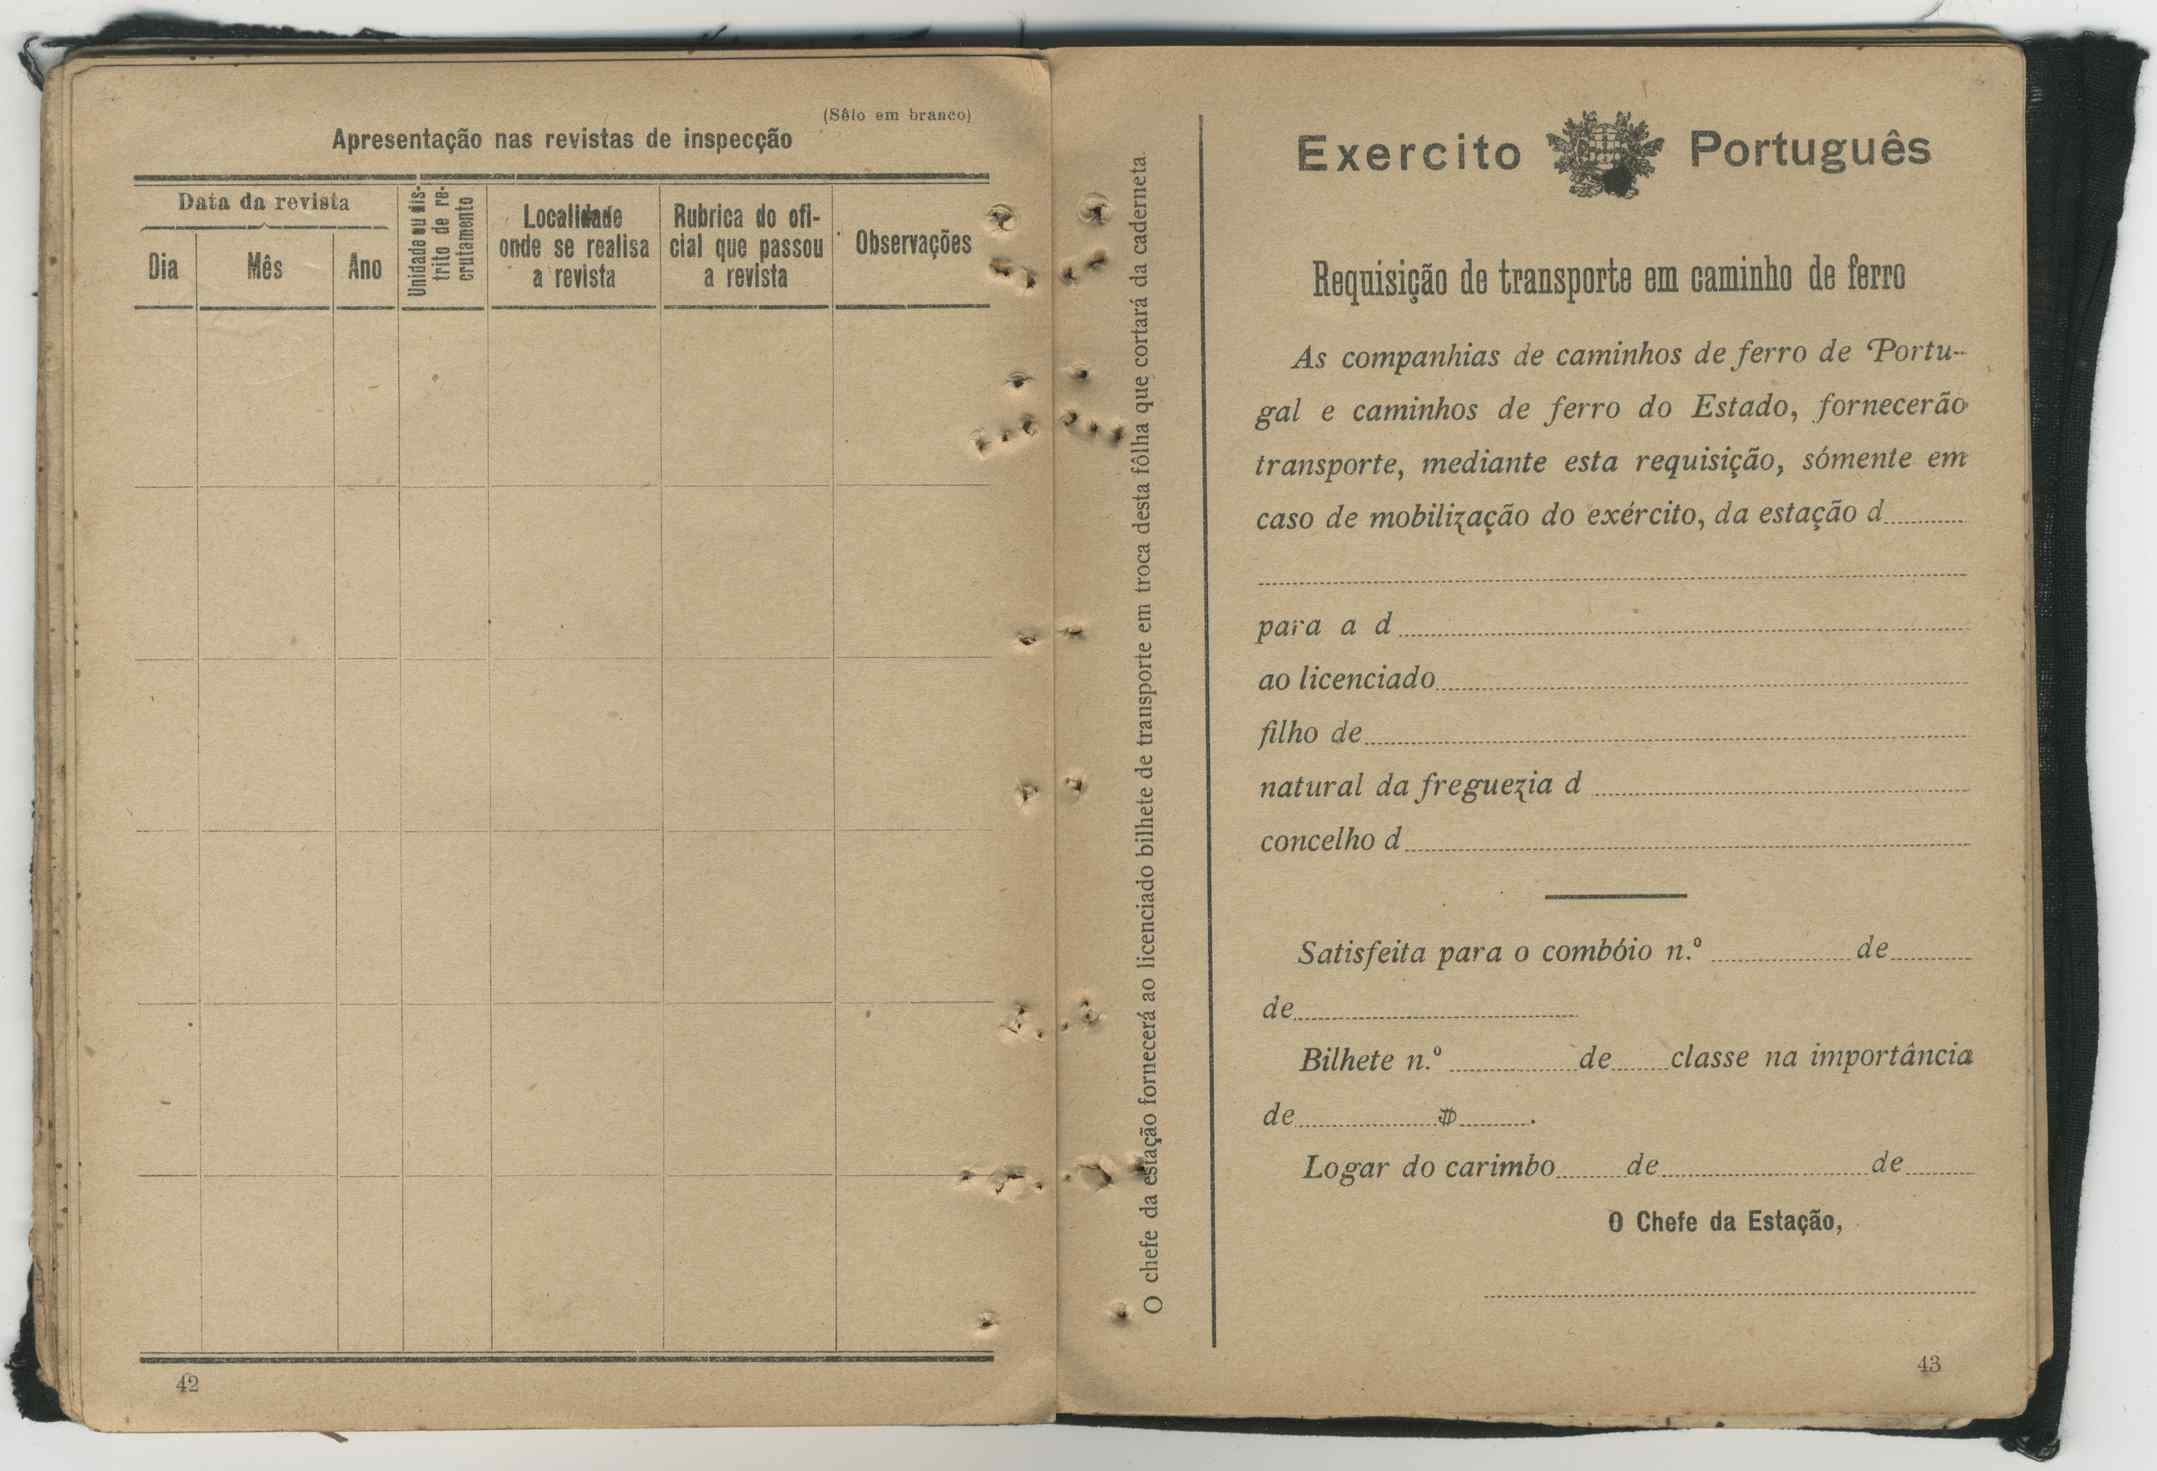 (Sêlo em branco)
Apresentação nas revistas de inspecção
Data da revista
Dia
Mês
Ano
Unidade ou dis-
trito de re-
crutamento
Localidade
onde se realisa
a revista
Rubrica do ofi-
cial que passou
a revista
Observações
42
O chefe da estação fornecerá ao licenciado bilhete de transporte em troca desta fôlha que cortará da caderneta.
Exercito Português
Requisição de transporte em caminho de ferro
As companhias de caminhos de ferro de Portu-
gal e caminhos de ferro do Estado, fornecerão
transporte, mediante esta requisição, sómente em
caso de mobilização do exército, da estação d
para a d
ao licenciado
filho de
natural da freguezia d
concelho d
Satisfeita para o combóio n.º de
de
Bilhete n.º de classe na importância
de $ .
Logar do carimbo de de
O Chefe da Estação,
43